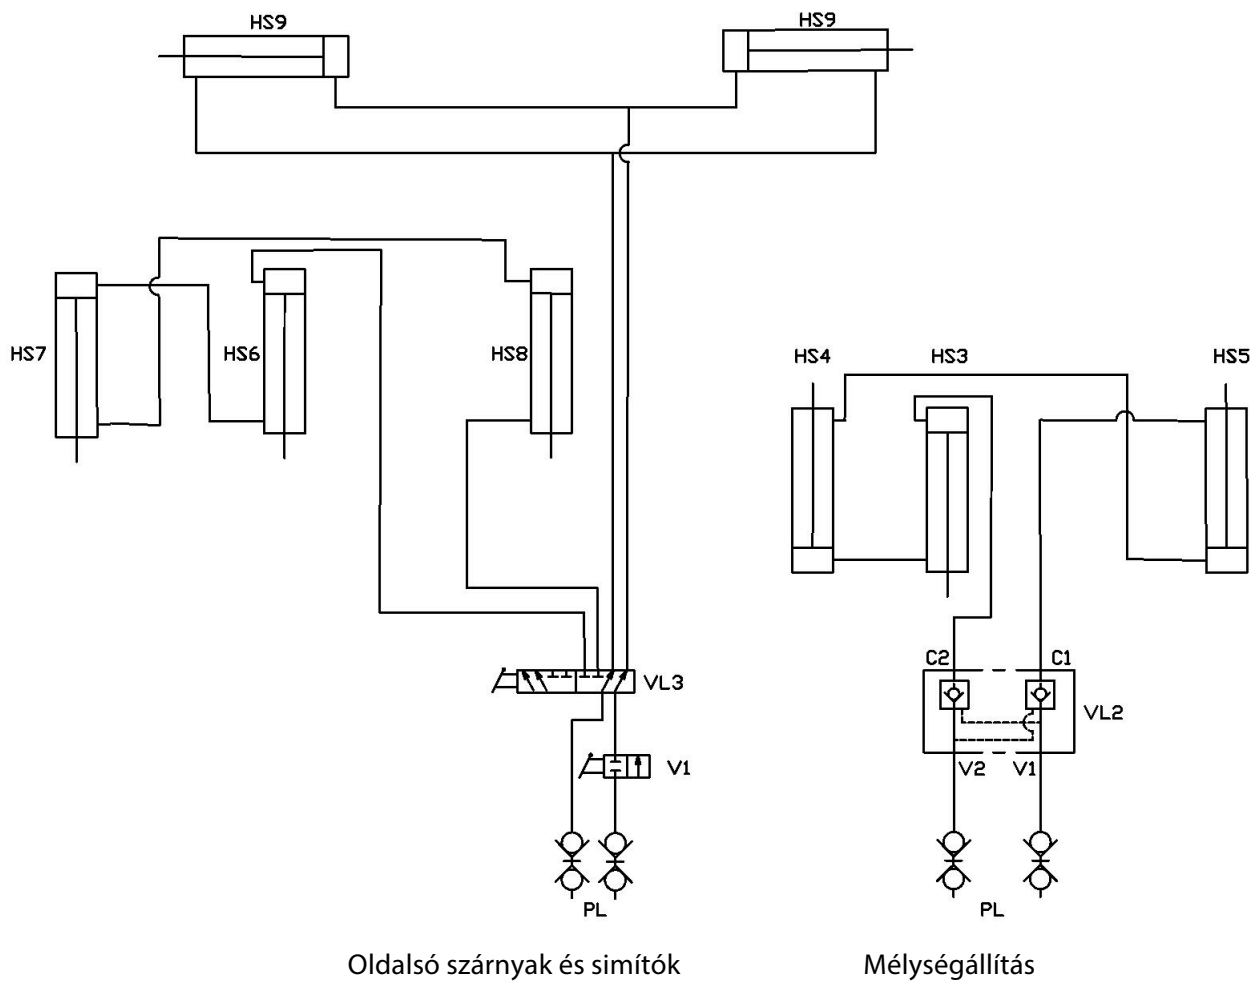 HS9
HS9
HS7
HS6
HS8
HS4
HS3
HS5
C2
C1
VL3
VL2
V1
V2
V1
PL
PL
Oldalsó szárnyak és simítók
Mélységállítás